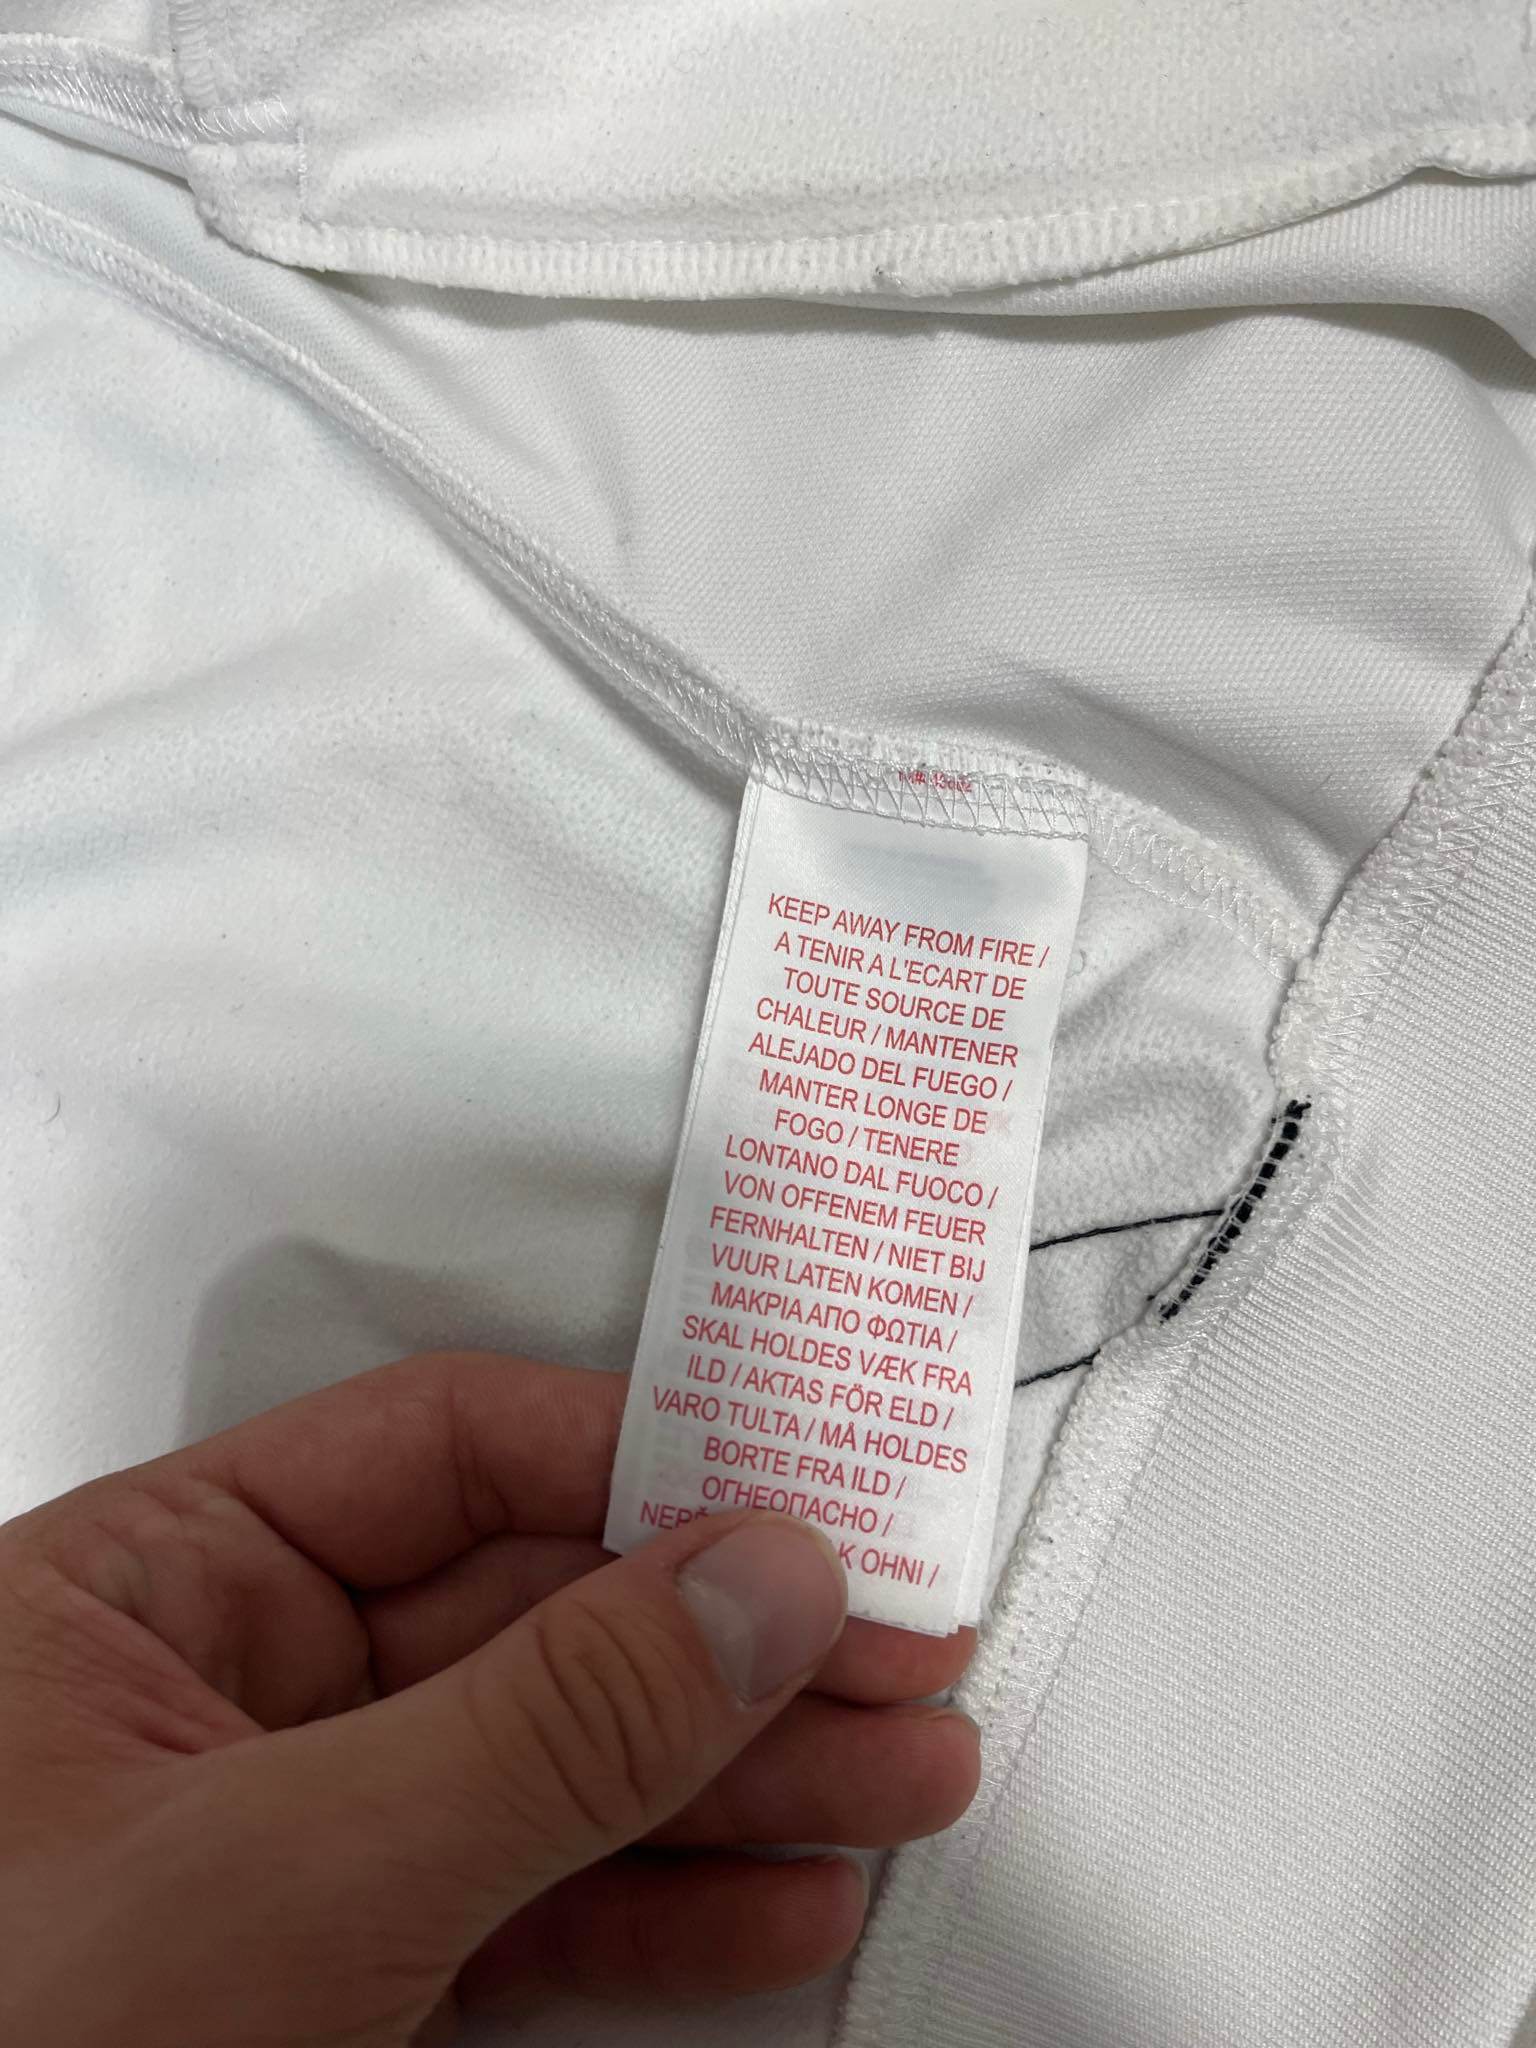 KEEP AWAY FROM FIRE /
A TENIR A L'ECART DE
TOUTE SOURCE DE
CHALEUR / MANTENER
ALEJADO DEL FUEGO /
MANTER LONGE DE
FOGO / TENERE
LONTANO DAL FUOCO /
VON OFFENEM FEUER
FERNHALTEN / NIET BIJ
VUUR LATEN KOMEN /
ΜΑΚΡΙΑ ΑΠΟ ΦΩΤΙΑ /
SKAL HOLDES VÆK FRA
ILD / AKTAS FÖR ELD /
VARO TULTA / MÅ HOLDES
BORTE FRA ILD /
ОГНЕОПАСНО /
OHNI /